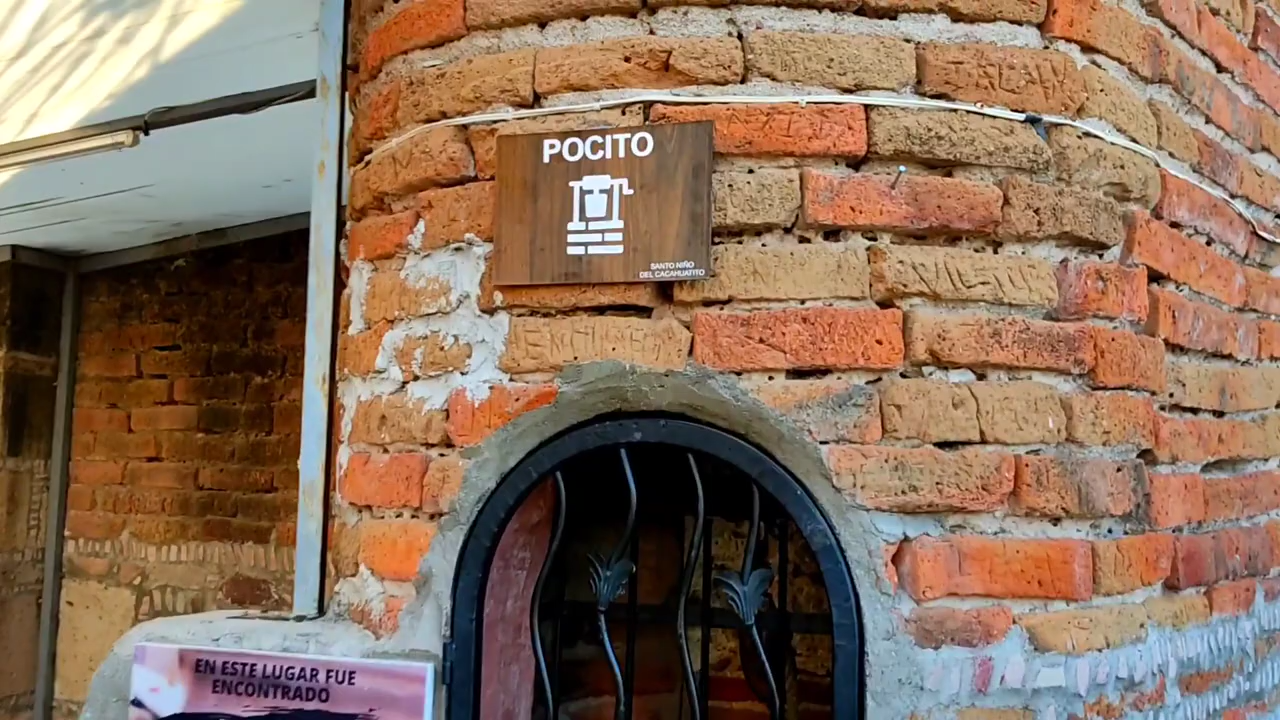 POCITO
SANTO NIÑO
DEL CACAHUATITO
EN ESTE LUGAR FUE
ENCONTRADO